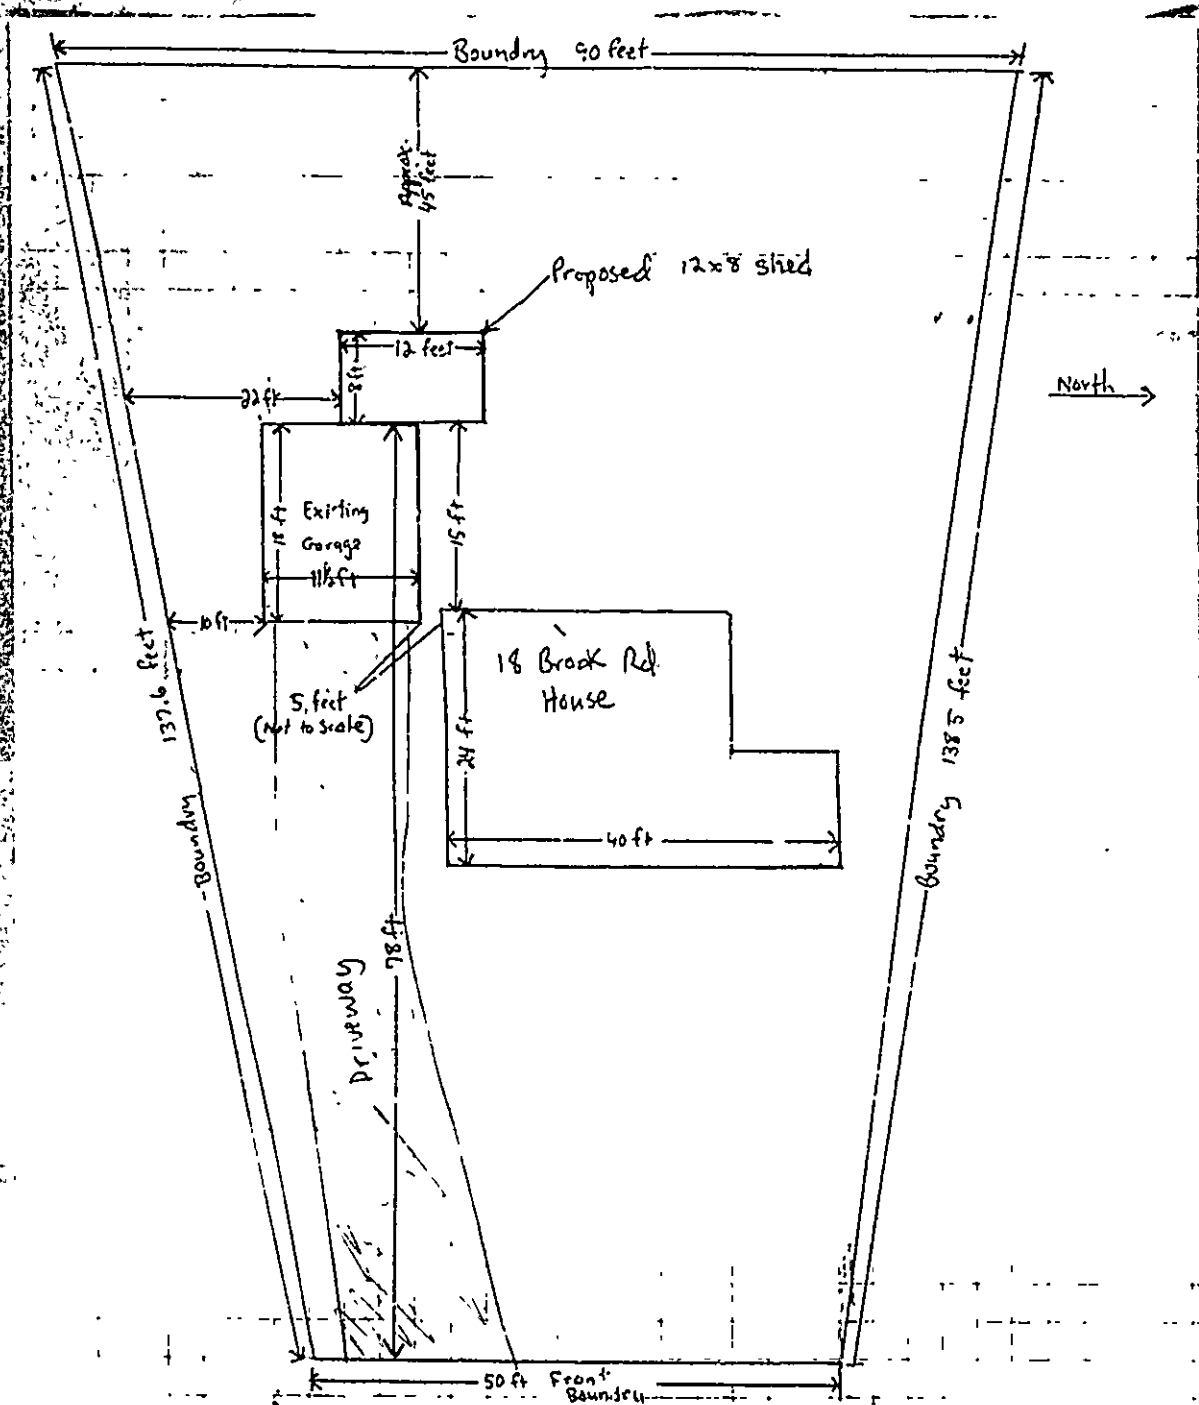 Boundry 90 feet
Approx.
45 feet
Proposed 12x8 shed
12 feet
8 ft
22 ft
North
18 ft
Existing
Garage
11½ ft
15 ft
10 ft
5 feet
(not to scale)
18 Brook Rd.
House
24 ft
40 ft
Boundry 137.6 feet
Boundry 138.5 feet
78 ft
Driveway
50 ft Front
Boundry